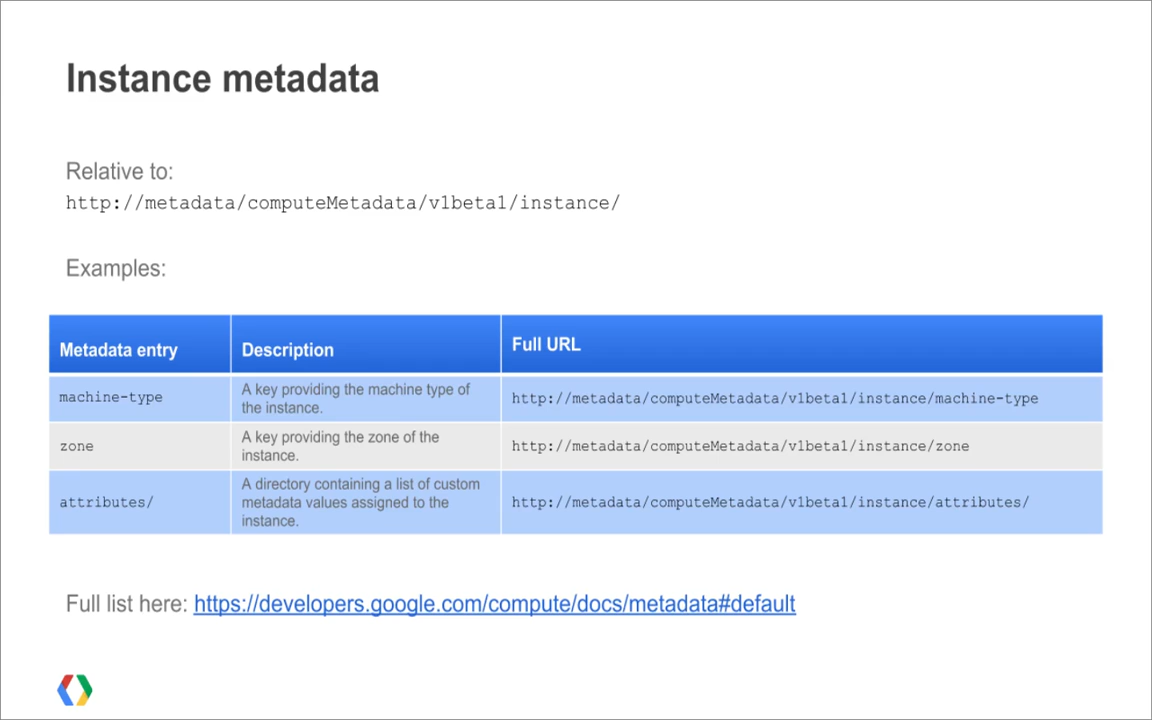 Instance metadata
Relative to:
http://metadata/computeMetadata/v1beta1/instance/
Examples:
Metadata entry
Description
Full URL
machine-type
A key providing the machine type of
the instance.
http://metadata/computeMetadata/v1beta1/instance/machine-type
zone
A key providing the zone of the
instance.
http://metadata/computeMetadata/v1beta1/instance/zone
attributes/
A directory containing a list of custom
metadata values assigned to the
instance.
http://metadata/computeMetadata/v1beta1/instance/attributes/
Full list here: https://developers.google.com/compute/docs/metadata#default